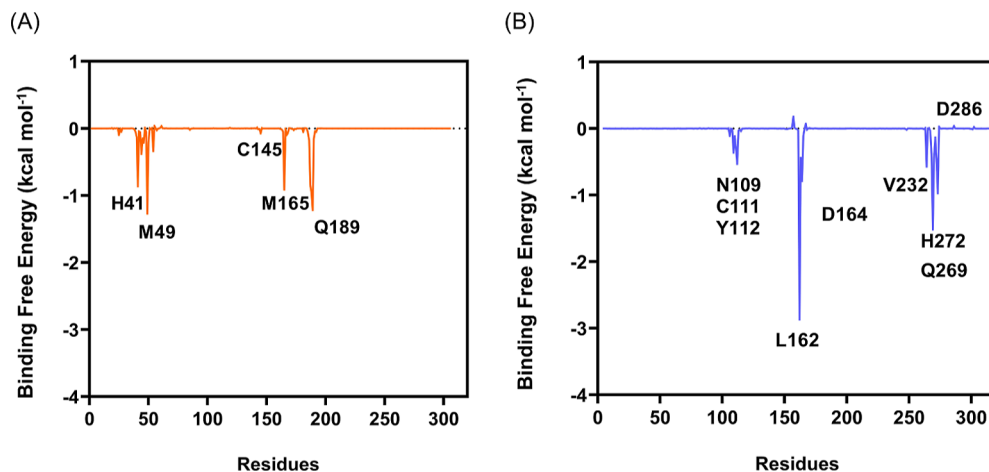 (A)
Binding Free Energy (kcal mol⁻¹)
1
0
-1
-2
-3
-4
H41
M49
C145
M165
Q189
0
50
100
150
200
250
300
Residues
(B)
Binding Free Energy (kcal mol⁻¹)
1
0
-1
-2
-3
-4
N109
C111
Y112
D164
L162
V232
D286
H272
Q269
0
50
100
150
200
250
300
Residues